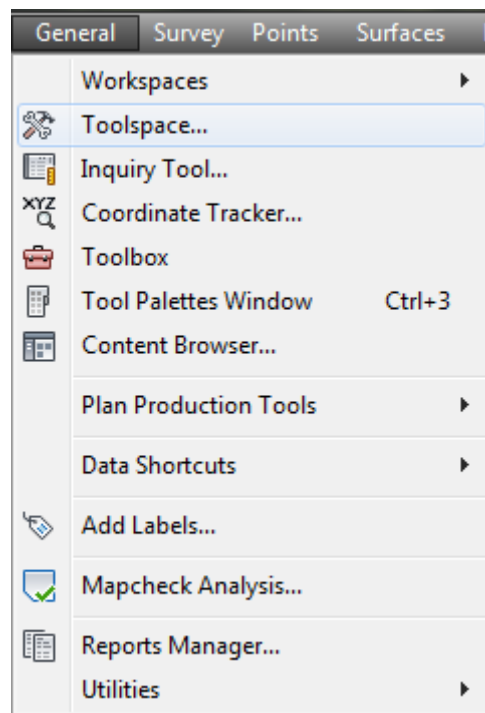 General Survey Points Surfaces
Workspaces
Toolspace...
Inquiry Tool...
XYZ Coordinate Tracker...
Toolbox
Tool Palettes Window Ctrl+3
Content Browser...
Plan Production Tools
Data Shortcuts
Add Labels...
Mapcheck Analysis...
Reports Manager...
Utilities